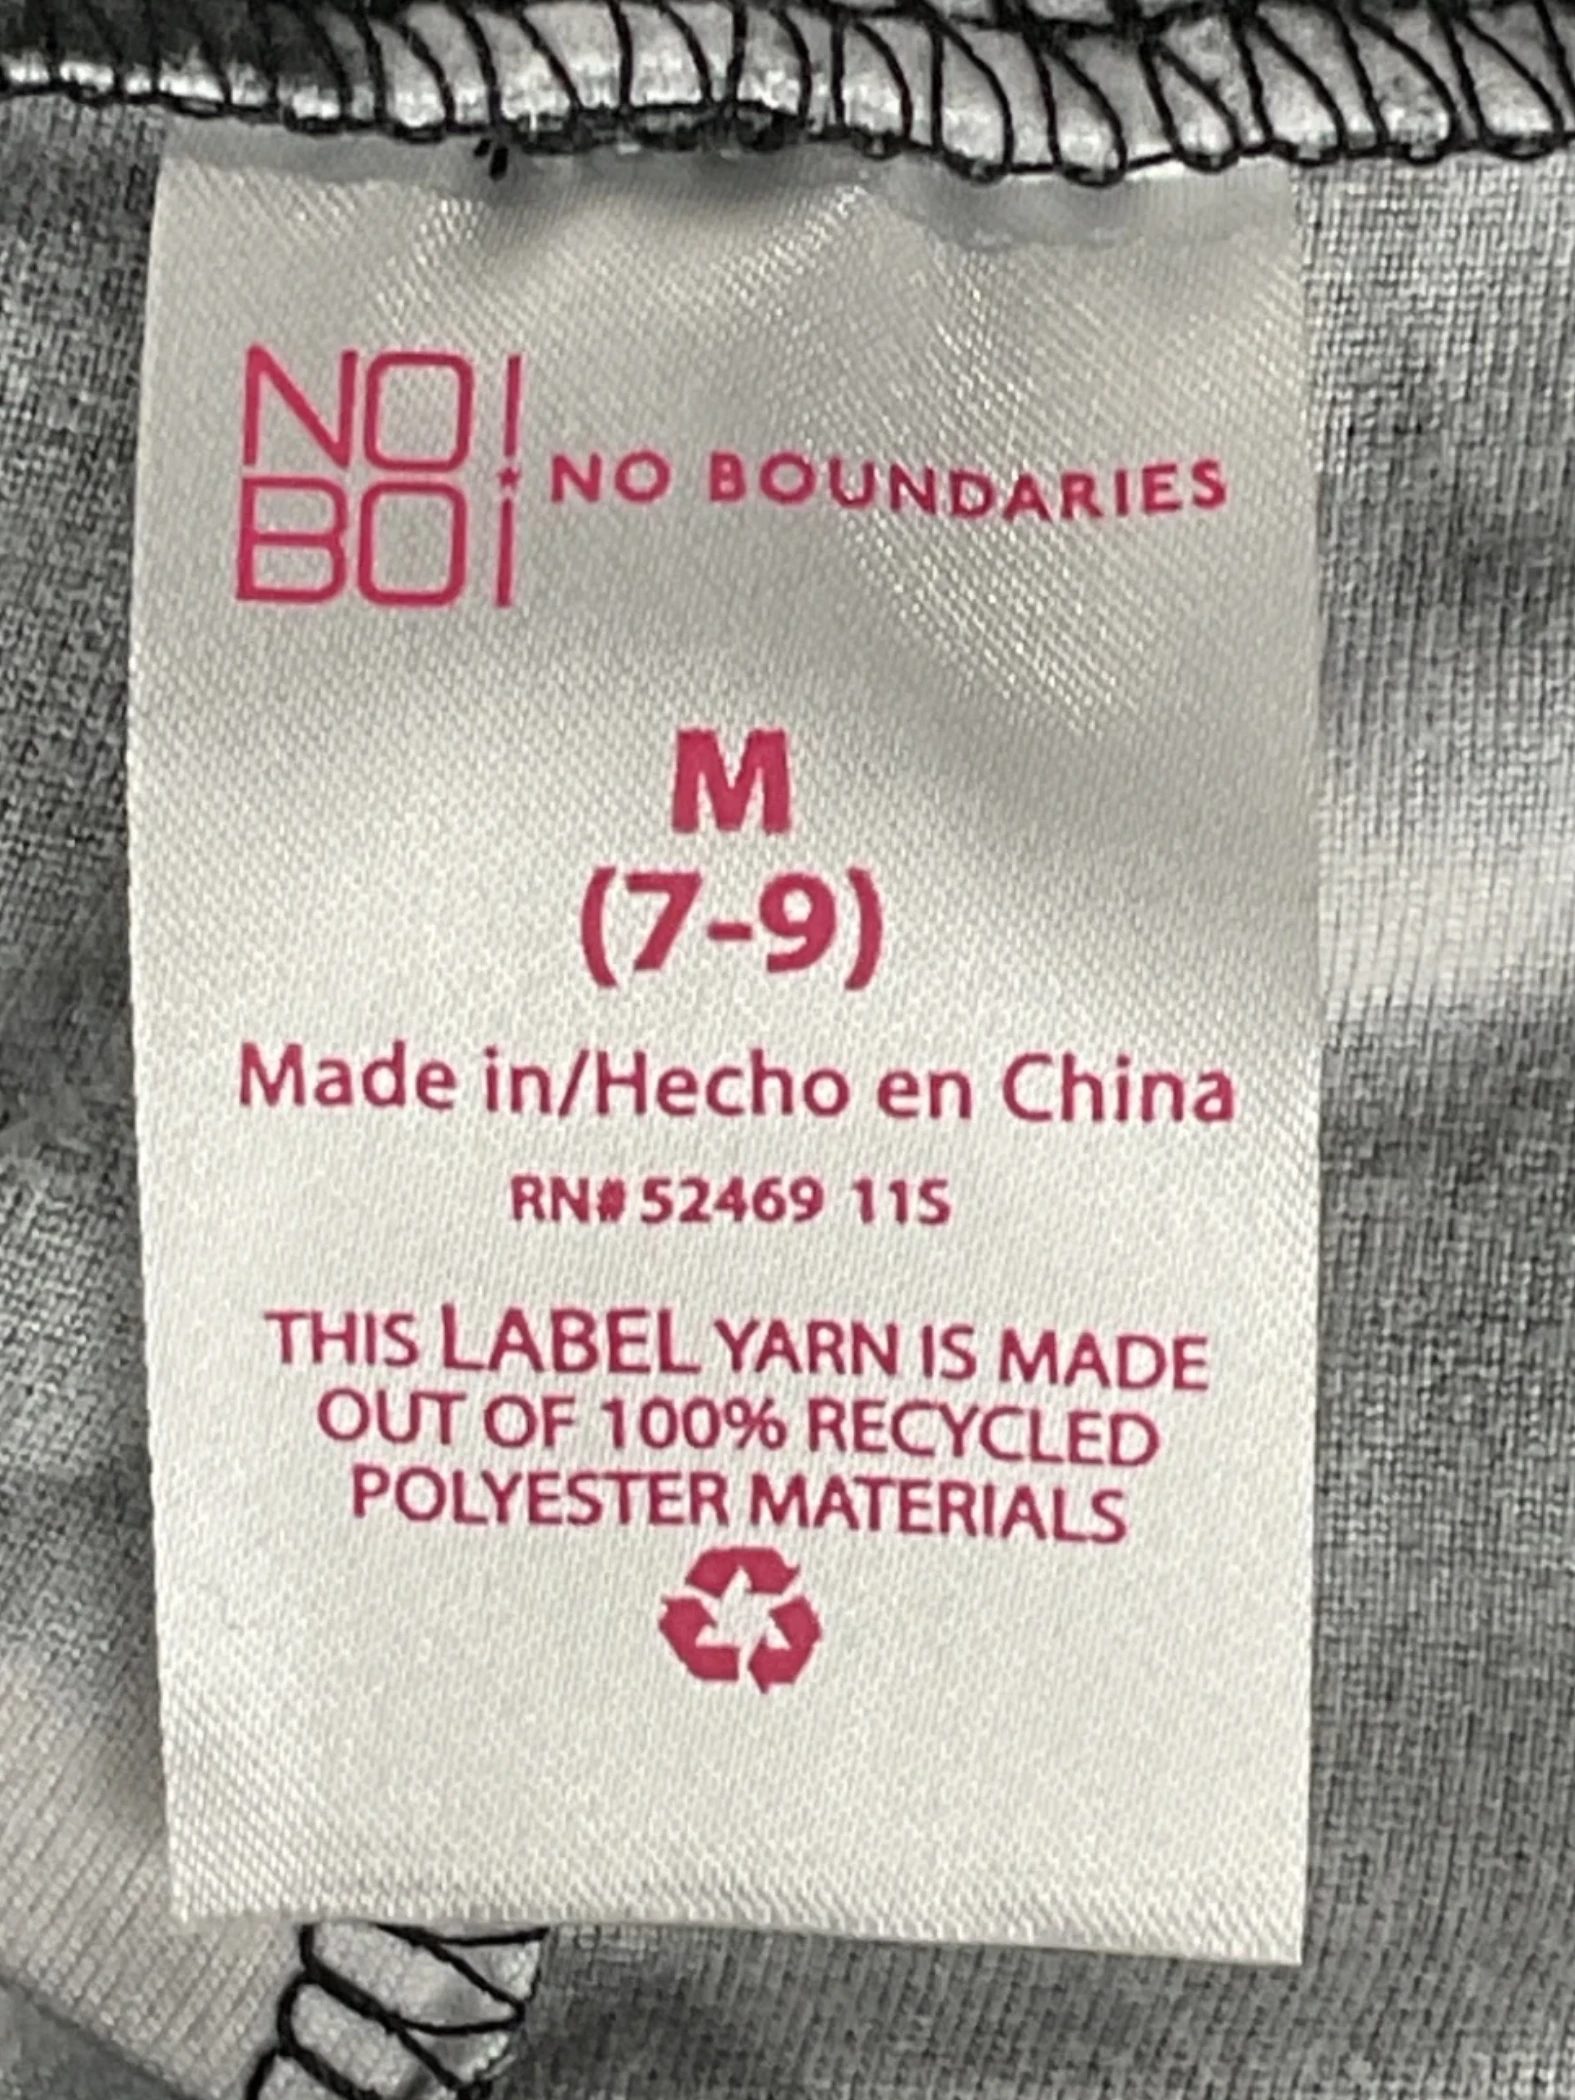 NO!
BO!
NO BOUNDARIES
M
(7-9)
Made in/Hecho en China
RN# 52469 11S
THIS LABEL YARN IS MADE
OUT OF 100% RECYCLED
POLYESTER MATERIALS